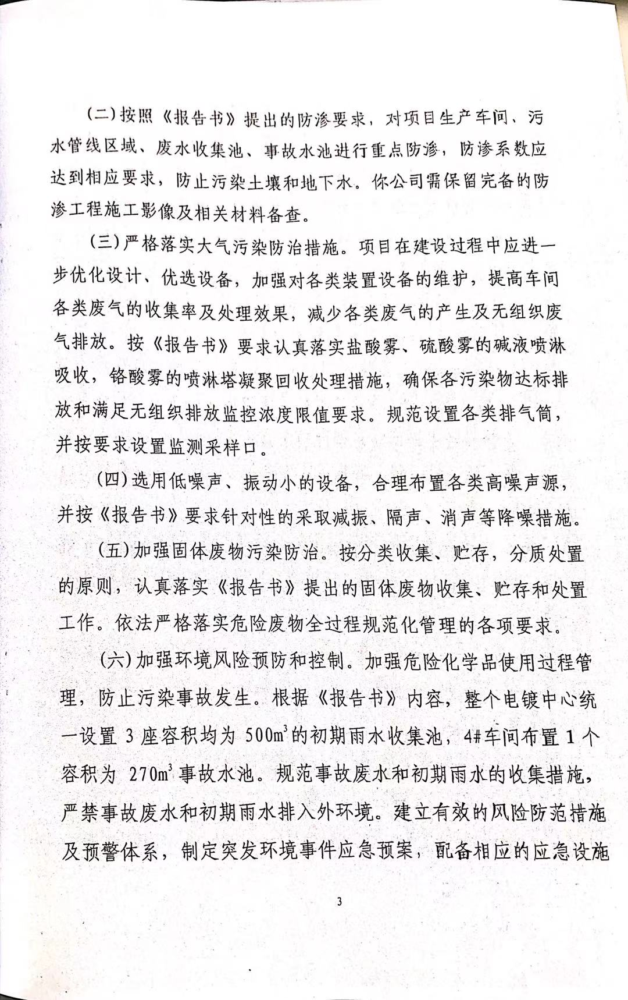 (二)按照《报告书》提出的防渗要求，对项目生产车间、污
水管线区域、废水收集池、事故水池进行重点防渗，防渗系数应
达到相应要求，防止污染土壤和地下水。你公司需保留完备的防
渗工程施工影像及相关材料备查。
(三)严格落实大气污染防治措施。项目在建设过程中应进一
步优化设计、优选设备，加强对各类装置设备的维护，提高车间
各类废气的收集率及处理效果，减少各类废气的产生及无组织废
气排放。按《报告书》要求认真落实盐酸雾、硫酸雾的碱液喷淋
吸收，铬酸雾的喷淋塔凝聚回收处理措施，确保各污染物达标排
放和满足无组织排放监控浓度限值要求。规范设置各类排气筒，
并按要求设置监测采样口。
(四)选用低噪声、振动小的设备，合理布置各类高噪声源，
并按《报告书》要求针对性的采取减振、隔声、消声等降噪措施。
(五)加强固体废物污染防治。按分类收集、贮存，分质处置
的原则，认真落实《报告书》提出的固体废物收集、贮存和处置
工作。依法严格落实危险废物全过程规范化管理的各项要求。
(六)加强环境风险预防和控制。加强危险化学品使用过程管
理，防止污染事故发生。根据《报告书》内容，整个电镀中心统
一设置 3 座容积均为 500m³的初期雨水收集池，4#车间布置 1 个
容积为 270m³事故水池。规范事故废水和初期雨水的收集措施，
严禁事故废水和初期雨水排入外环境。建立有效的风险防范措施
及预警体系，制定突发环境事件应急预案，配备相应的应急设施
3